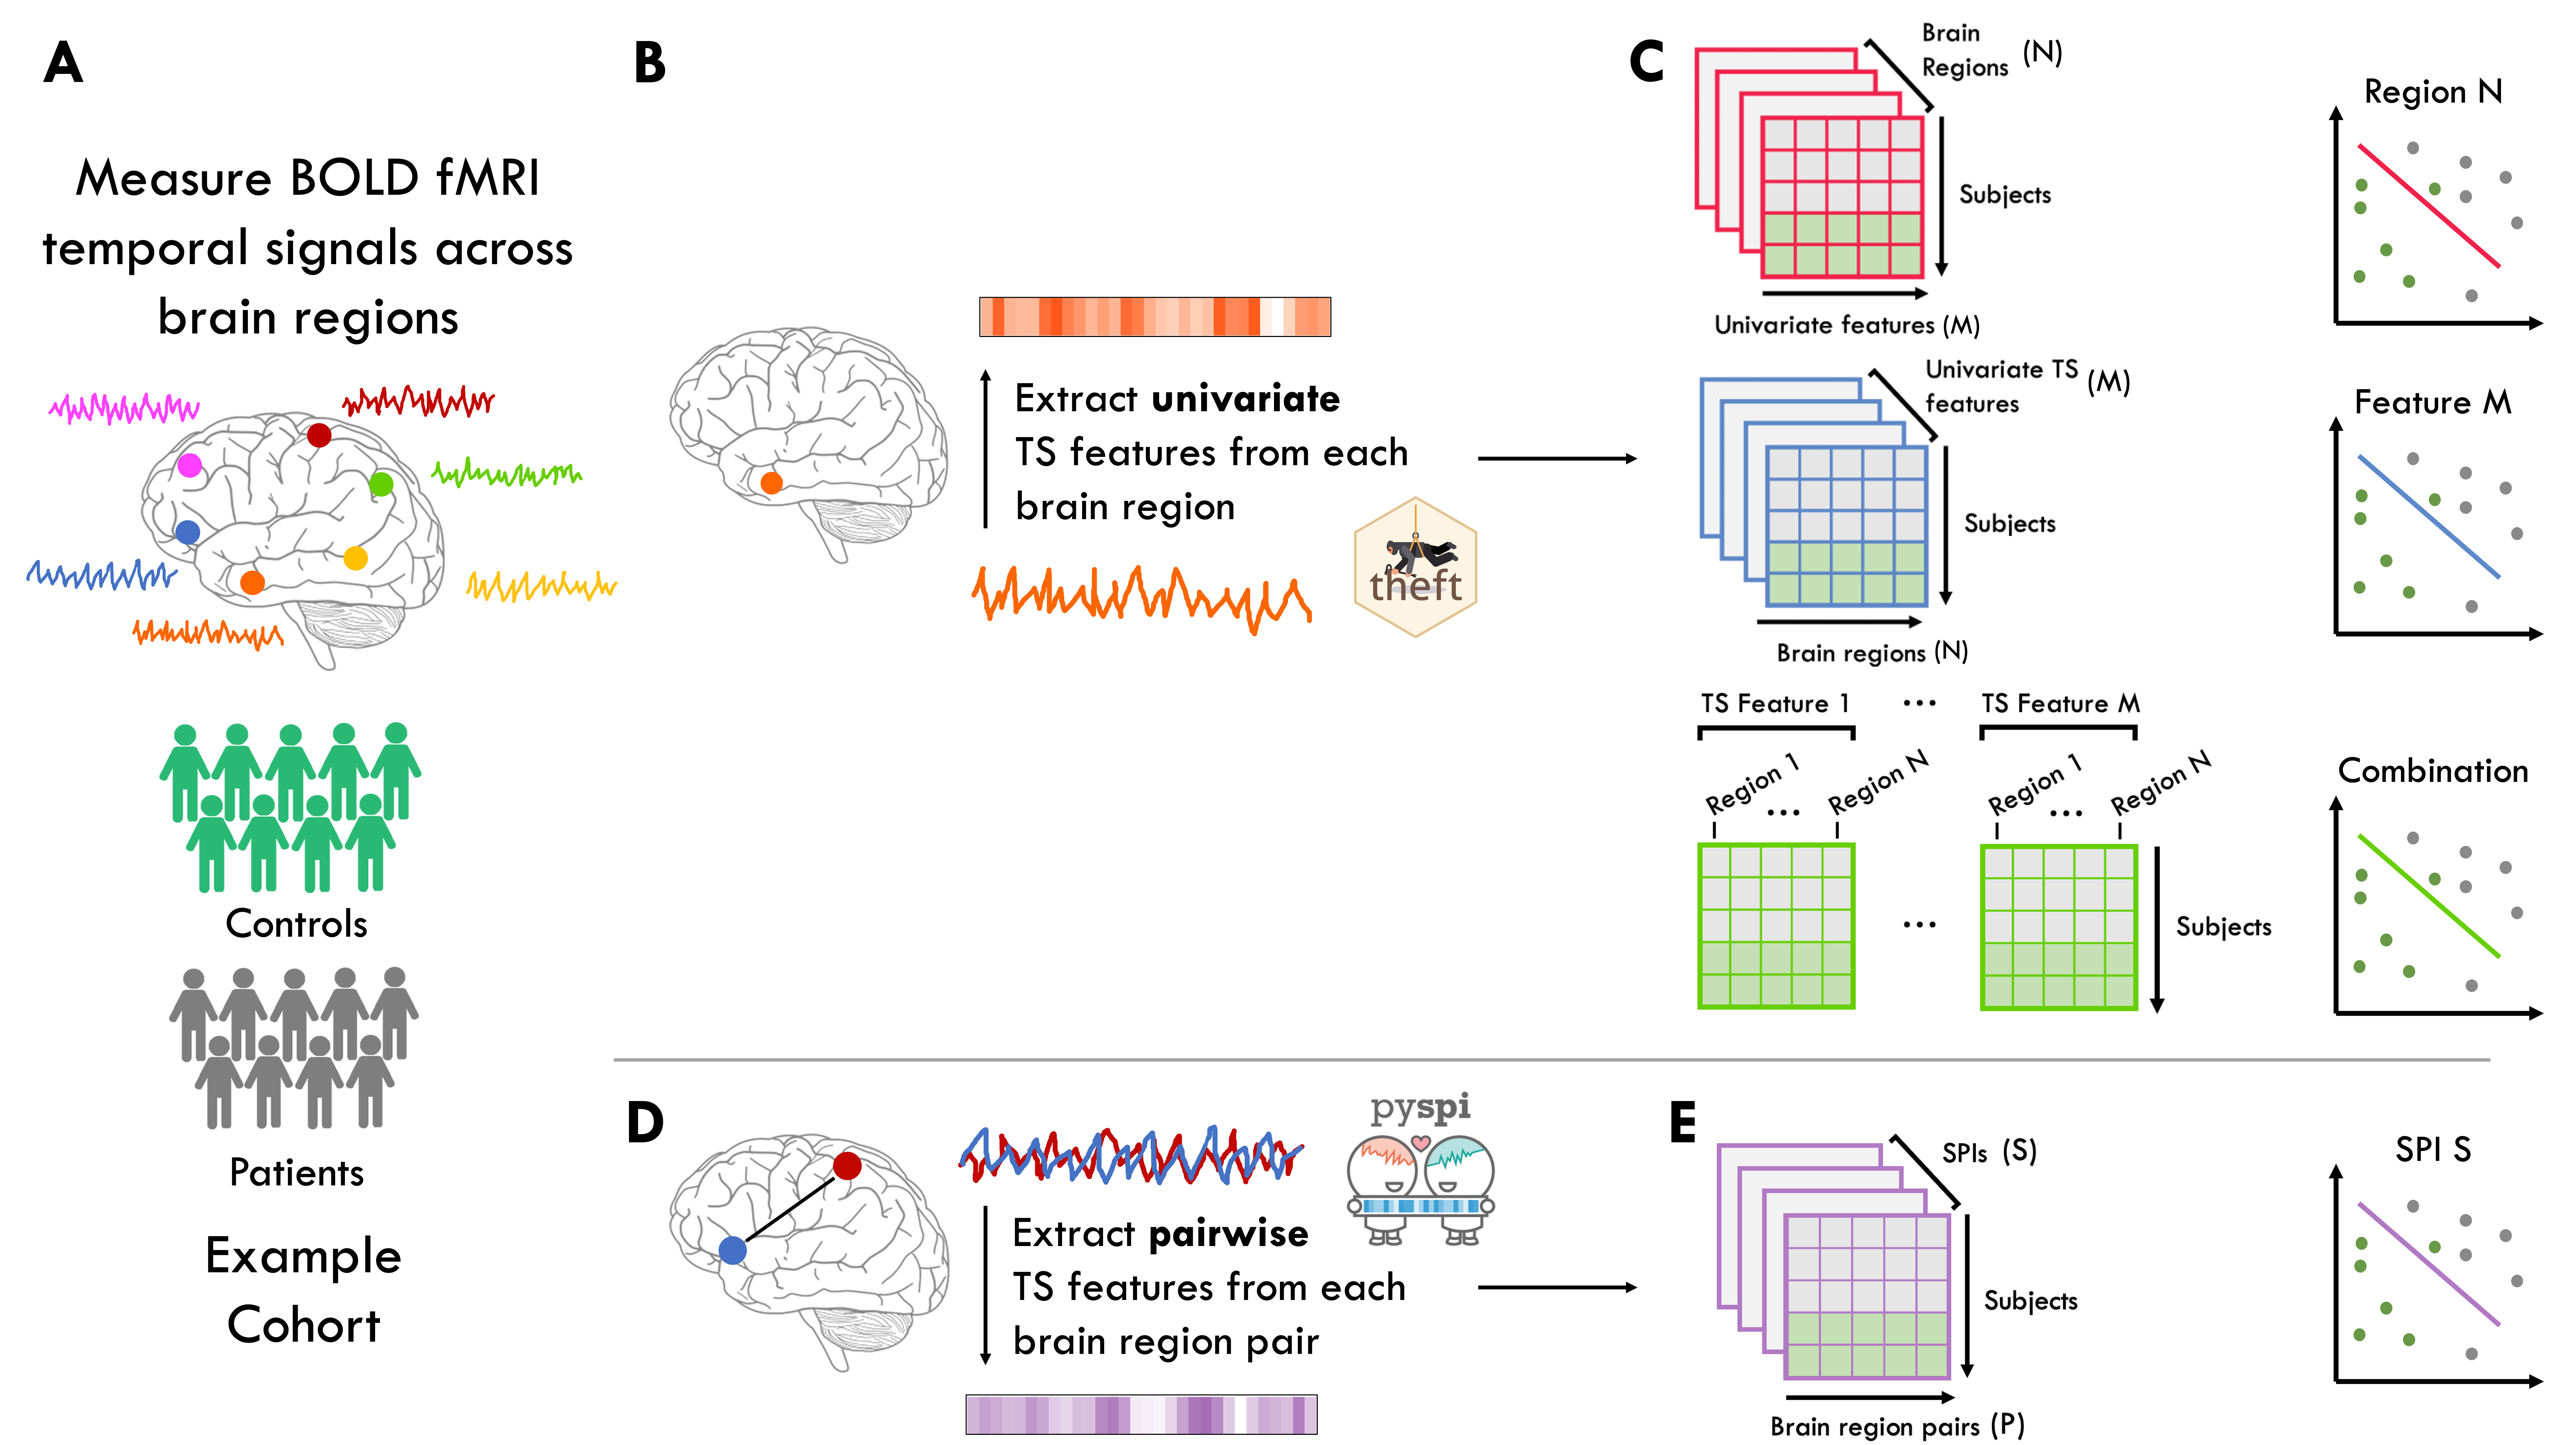 A
Measure BOLD fMRI
temporal signals across
brain regions
Controls
Patients
Example
Cohort
B
Extract univariate
TS features from each
brain region
theft
C
Brain
Regions (N)
Subjects
Univariate features (M)
Region N
Univariate TS
features (M)
Subjects
Brain regions (N)
Feature M
TS Feature 1 ... TS Feature M
Region 1 ... Region N Region 1 ... Region N
...
Subjects
Combination
D
pyspi
Extract pairwise
TS features from each
brain region pair
E
SPIs (S)
Subjects
Brain region pairs (P)
SPI S